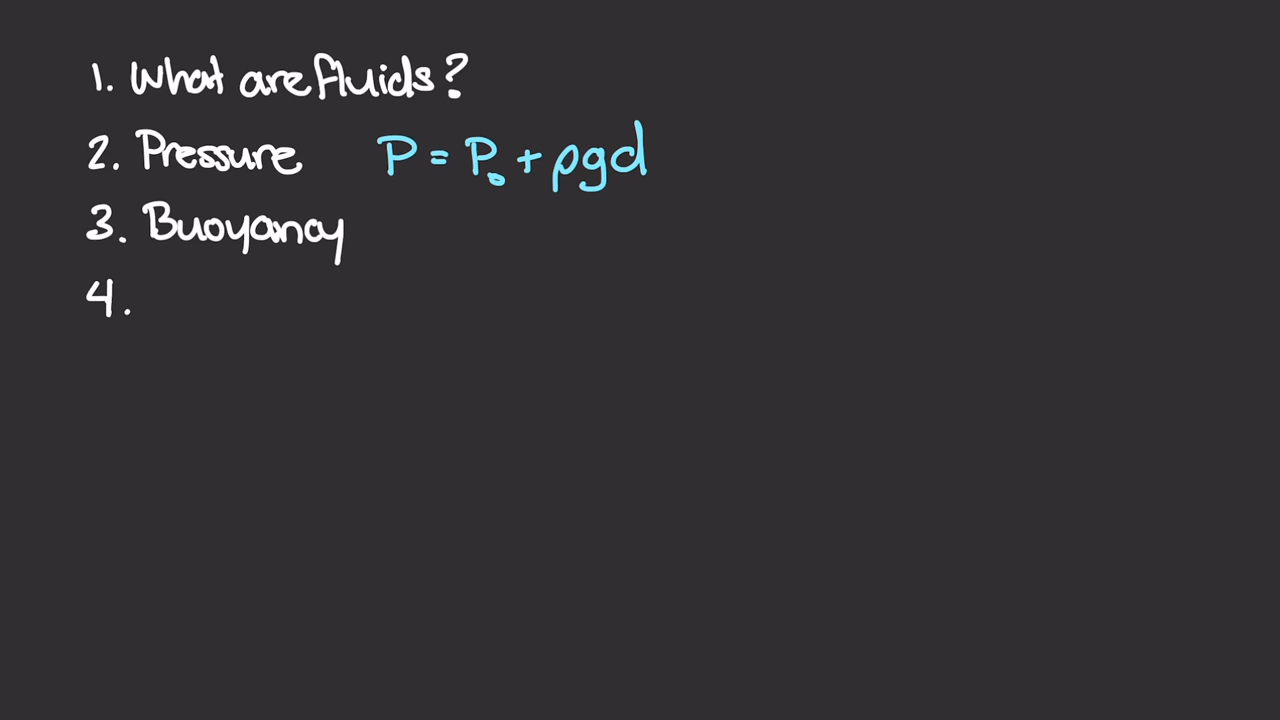 1. What are fluids?
2. Pressure P = P₀ + ρgd
3. Buoyancy
4.